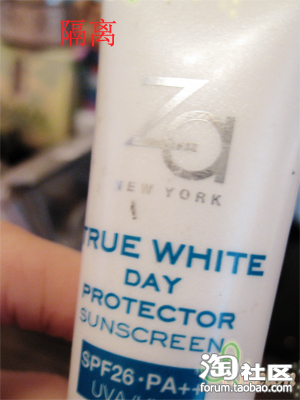 隔离
Za
NEW YORK
TRUE WHITE
DAY
PROTECTOR
SUNSCREEN
SPF26·PA++
淘社区
forum.taobao.com